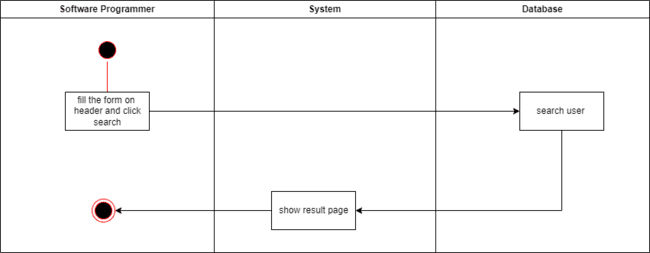 Software Programmer
System
Database
fill the form on
header and click
search
search user
show result page